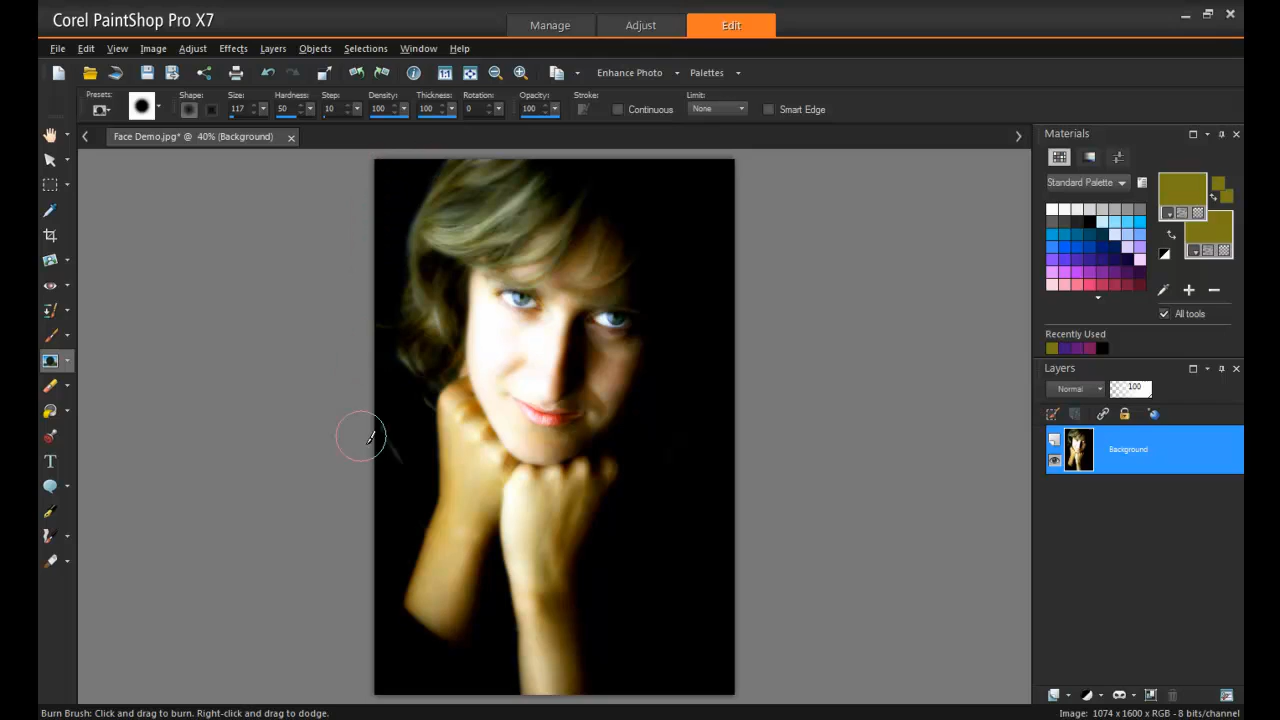 Corel PaintShop Pro X7
Manage Adjust Edit
File Edit View Image Adjust Effects Layers Objects Selections Window Help
Enhance Photo Palettes
Presets: Shape: Size: Hardness: Step: Density: Thickness: Rotation: Opacity: Stroke: Limit:
117 50 10 100 100 0 100 Continuous None Smart Edge
Face Demo.jpg* @ 40% (Background)
Materials
Standard Palette
All tools
Recently Used
Layers
Normal 100
Background
Burn Brush: Click and drag to burn. Right-click and drag to dodge.
Image: 1074 x 1600 x RGB - 8 bits/channel